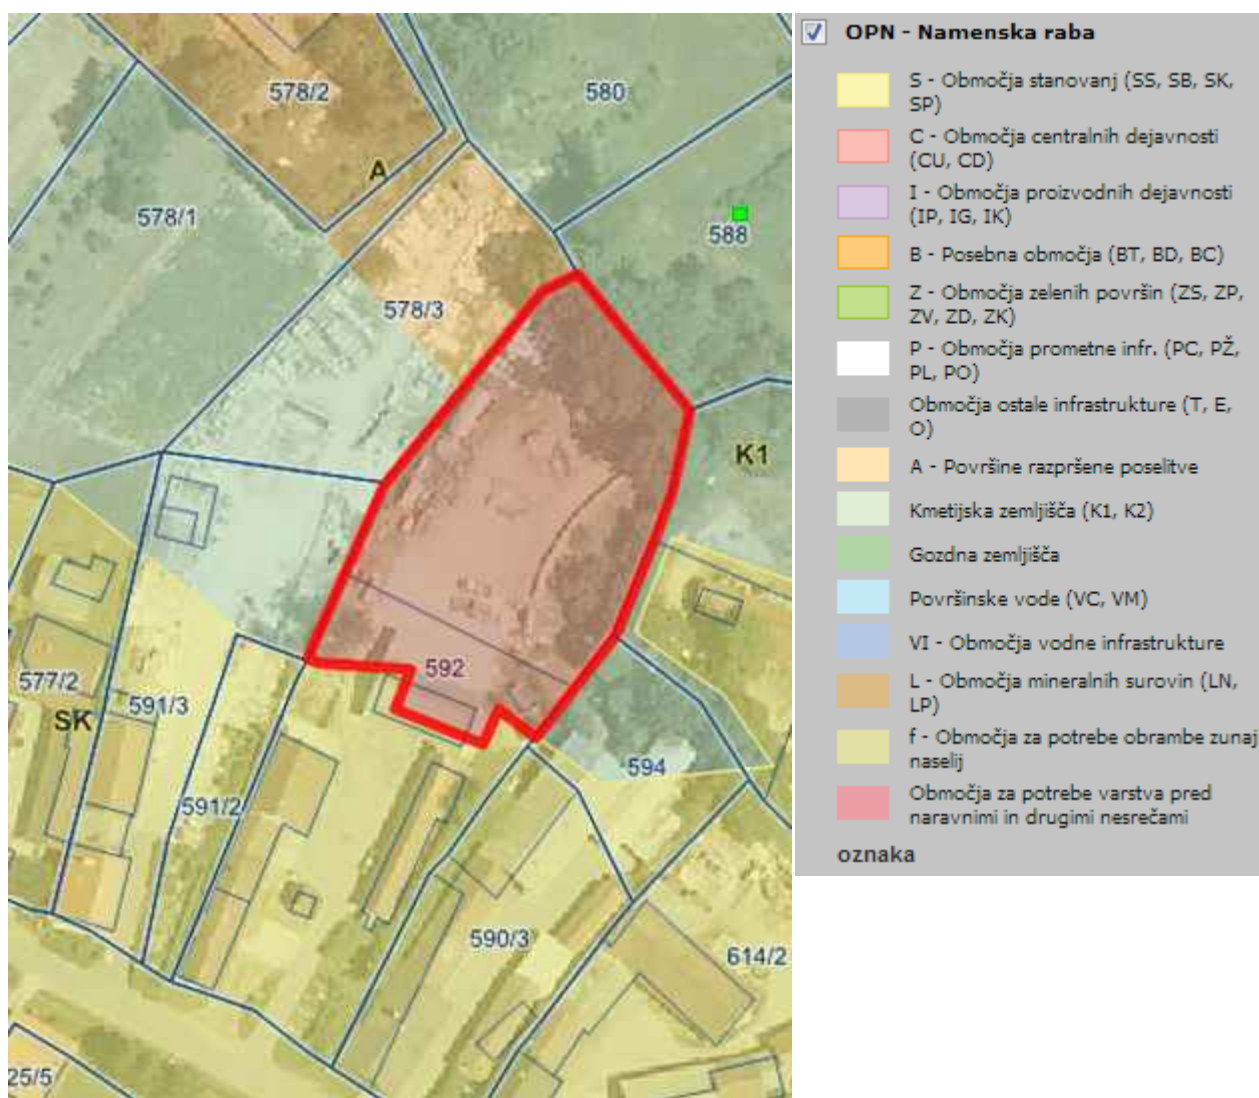 578/2
580
A
578/1
588
578/3
K1
592
577/2
591/3
SK
594
591/2
590/3
614/2
25/5
OPN - Namenska raba
S - Območja stanovanj (SS, SB, SK,
SP)
C - Območja centralnih dejavnosti
(CU, CD)
I - Območja proizvodnih dejavnosti
(IP, IG, IK)
B - Posebna območja (BT, BD, BC)
Z - Območja zelenih površin (ZS, ZP,
ZV, ZD, ZK)
P - Območja prometne infr. (PC, PŽ,
PL, PO)
Območja ostale infrastrukture (T, E,
O)
A - Površine razpršene poselitve
Kmetijska zemljišča (K1, K2)
Gozdna zemljišča
Površinske vode (VC, VM)
VI - Območja vodne infrastrukture
L - Območja mineralnih surovin (LN,
LP)
f - Območja za potrebe obrambe zunaj
naselij
Območja za potrebe varstva pred
naravnimi in drugimi nesrečami
oznaka